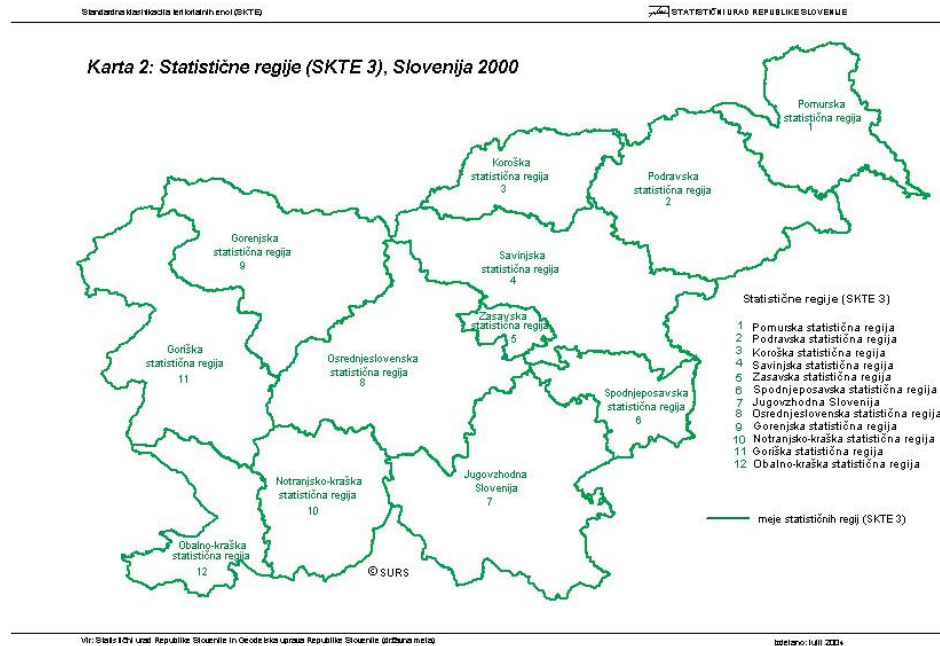 Standardna klasifikacija teritorialnih enot (SKTE)
STATISTIČNI URAD REPUBLIKE SLOVENIJE
Karta 2: Statistične regije (SKTE 3), Slovenija 2000
Pomurska
statistična regija
1
Koroška
statistična regija
3
Podravska
statistična regija
2
Gorenjska
statistična regija
9
Savinjska
statistična regija
4
Zasavska
statistična regija
5
Goriška
statistična regija
11
Osrednjeslovenska
statistična regija
8
Spodnjeposavska
statistična regija
6
Notranjsko-kraška
statistična regija
10
Jugovzhodna
Slovenija
7
Obalno-kraška
statistična regija
12
© SURS
Statistične regije (SKTE 3)
1 Pomurska statistična regija
2 Podravska statistična regija
3 Koroška statistična regija
4 Savinjska statistična regija
5 Zasavska statistična regija
6 Spodnjeposavska statistična regija
7 Jugovzhodna Slovenija
8 Osrednjeslovenska statistična regija
9 Gorenjska statistična regija
10 Notranjsko-kraška statistična regija
11 Goriška statistična regija
12 Obalno-kraška statistična regija
meje statističnih regij (SKTE 3)
Vir: Statistični urad Republike Slovenije in Geodetska uprava Republike Slovenije (državna meja)
Izdelano: julij 2004